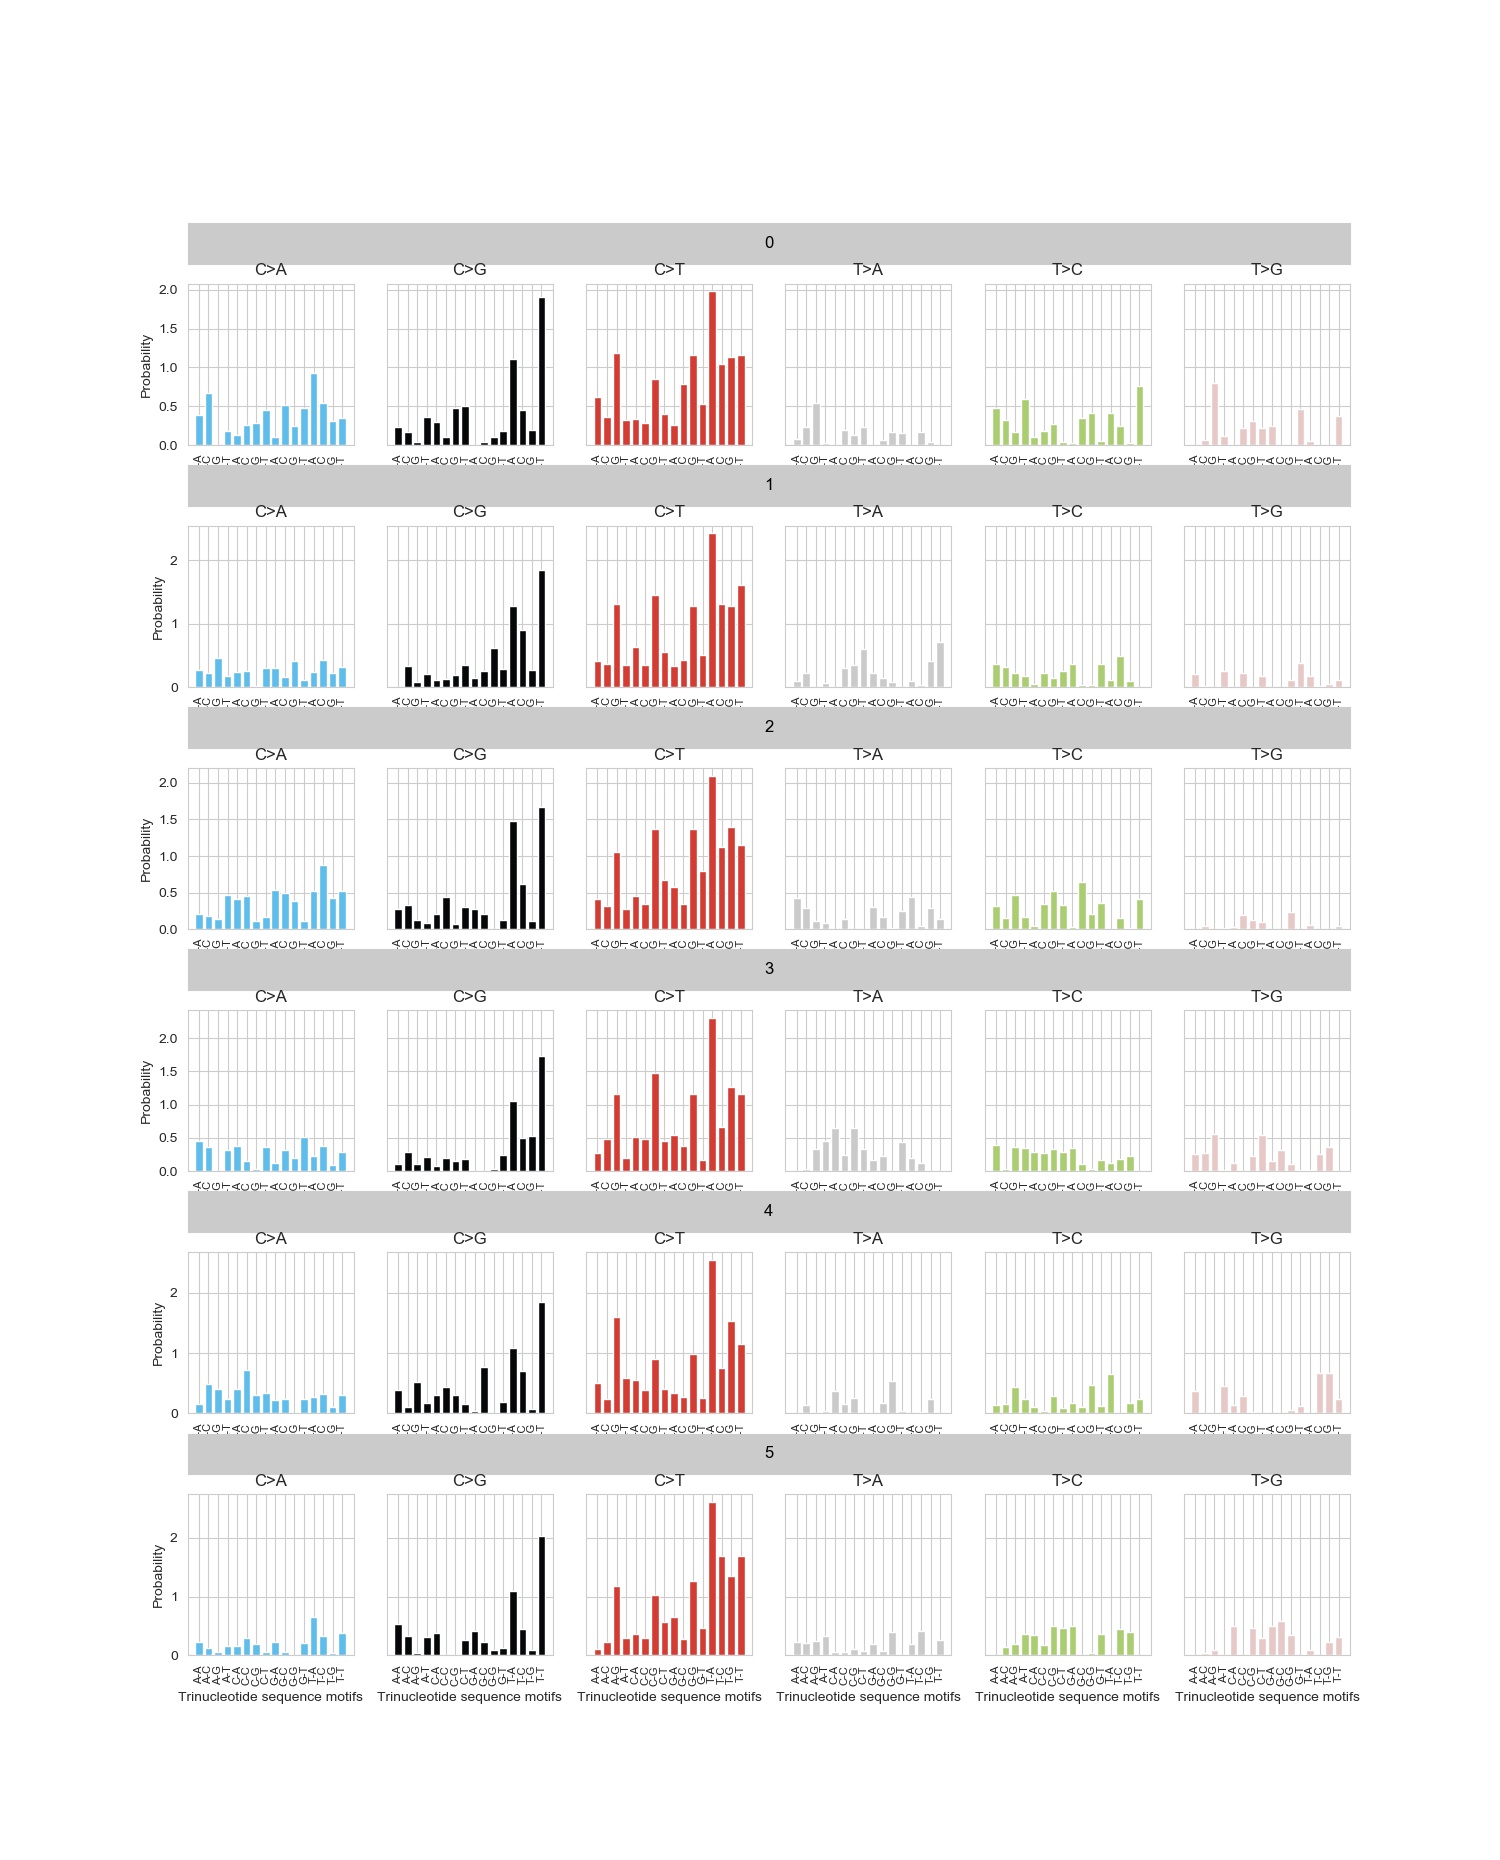 0
C>A C>G C>T T>A T>C T>G
Probability
2.0
1.5
1.0
0.5
0.0
1
C>A C>G C>T T>A T>C T>G
Probability
2
1
0
2
C>A C>G C>T T>A T>C T>G
Probability
2.0
1.5
1.0
0.5
0.0
3
C>A C>G C>T T>A T>C T>G
Probability
2.0
1.5
1.0
0.5
0.0
4
C>A C>G C>T T>A T>C T>G
Probability
2
1
0
5
C>A C>G C>T T>A T>C T>G
Probability
2
1
0
A-A A-C A-G A-T C-A C-C C-G C-T G-A G-C G-G G-T T-A T-C T-G T-T
A-A A-C A-G A-T C-A C-C C-G C-T G-A G-C G-G G-T T-A T-C T-G T-T
A-A A-C A-G A-T C-A C-C C-G C-T G-A G-C G-G G-T T-A T-C T-G T-T
A-A A-C A-G A-T C-A C-C C-G C-T G-A G-C G-G G-T T-A T-C T-G T-T
A-A A-C A-G A-T C-A C-C C-G C-T G-A G-C G-G G-T T-A T-C T-G T-T
A-A A-C A-G A-T C-A C-C C-G C-T G-A G-C G-G G-T T-A T-C T-G T-T
Trinucleotide sequence motifs Trinucleotide sequence motifs Trinucleotide sequence motifs Trinucleotide sequence motifs Trinucleotide sequence motifs Trinucleotide sequence motifs